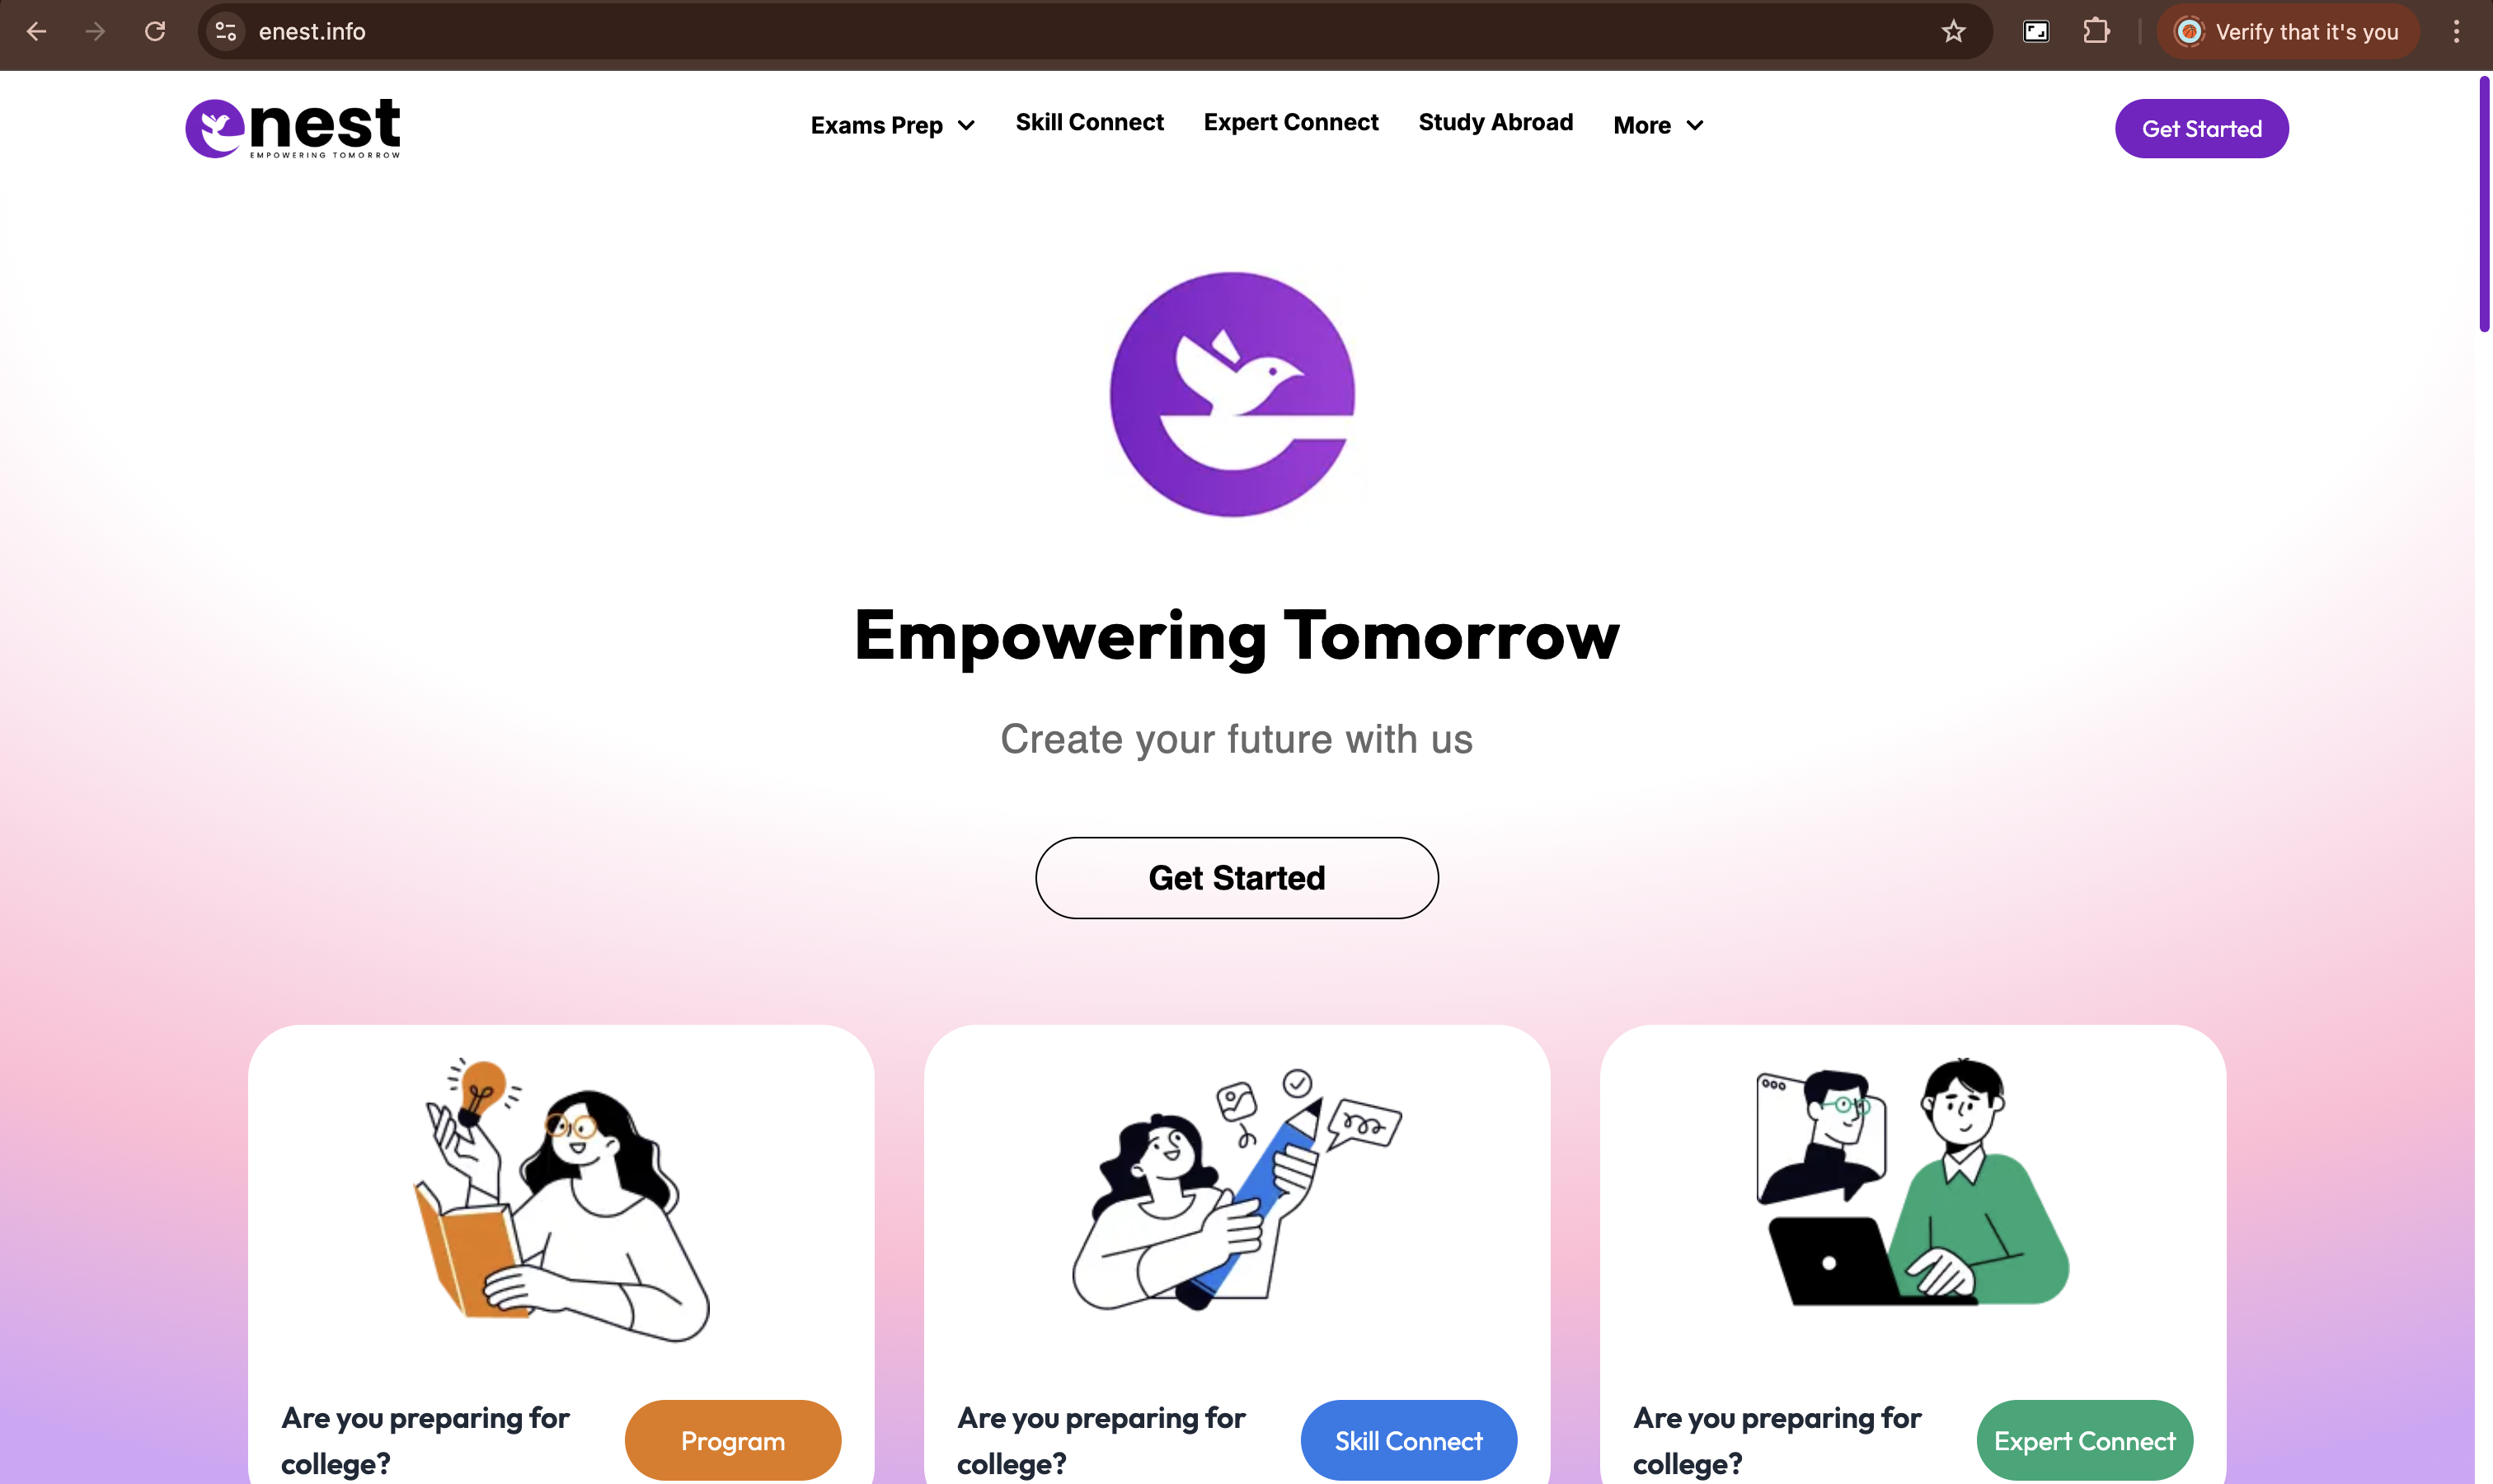 enest.info
Verify that it's you
enest
EMPOWERING TOMORROW
Exams Prep
Skill Connect
Expert Connect
Study Abroad
More
Get Started
Empowering Tomorrow
Create your future with us
Get Started
Are you preparing for
college?
Program
Are you preparing for
college?
Skill Connect
Are you preparing for
college?
Expert Connect